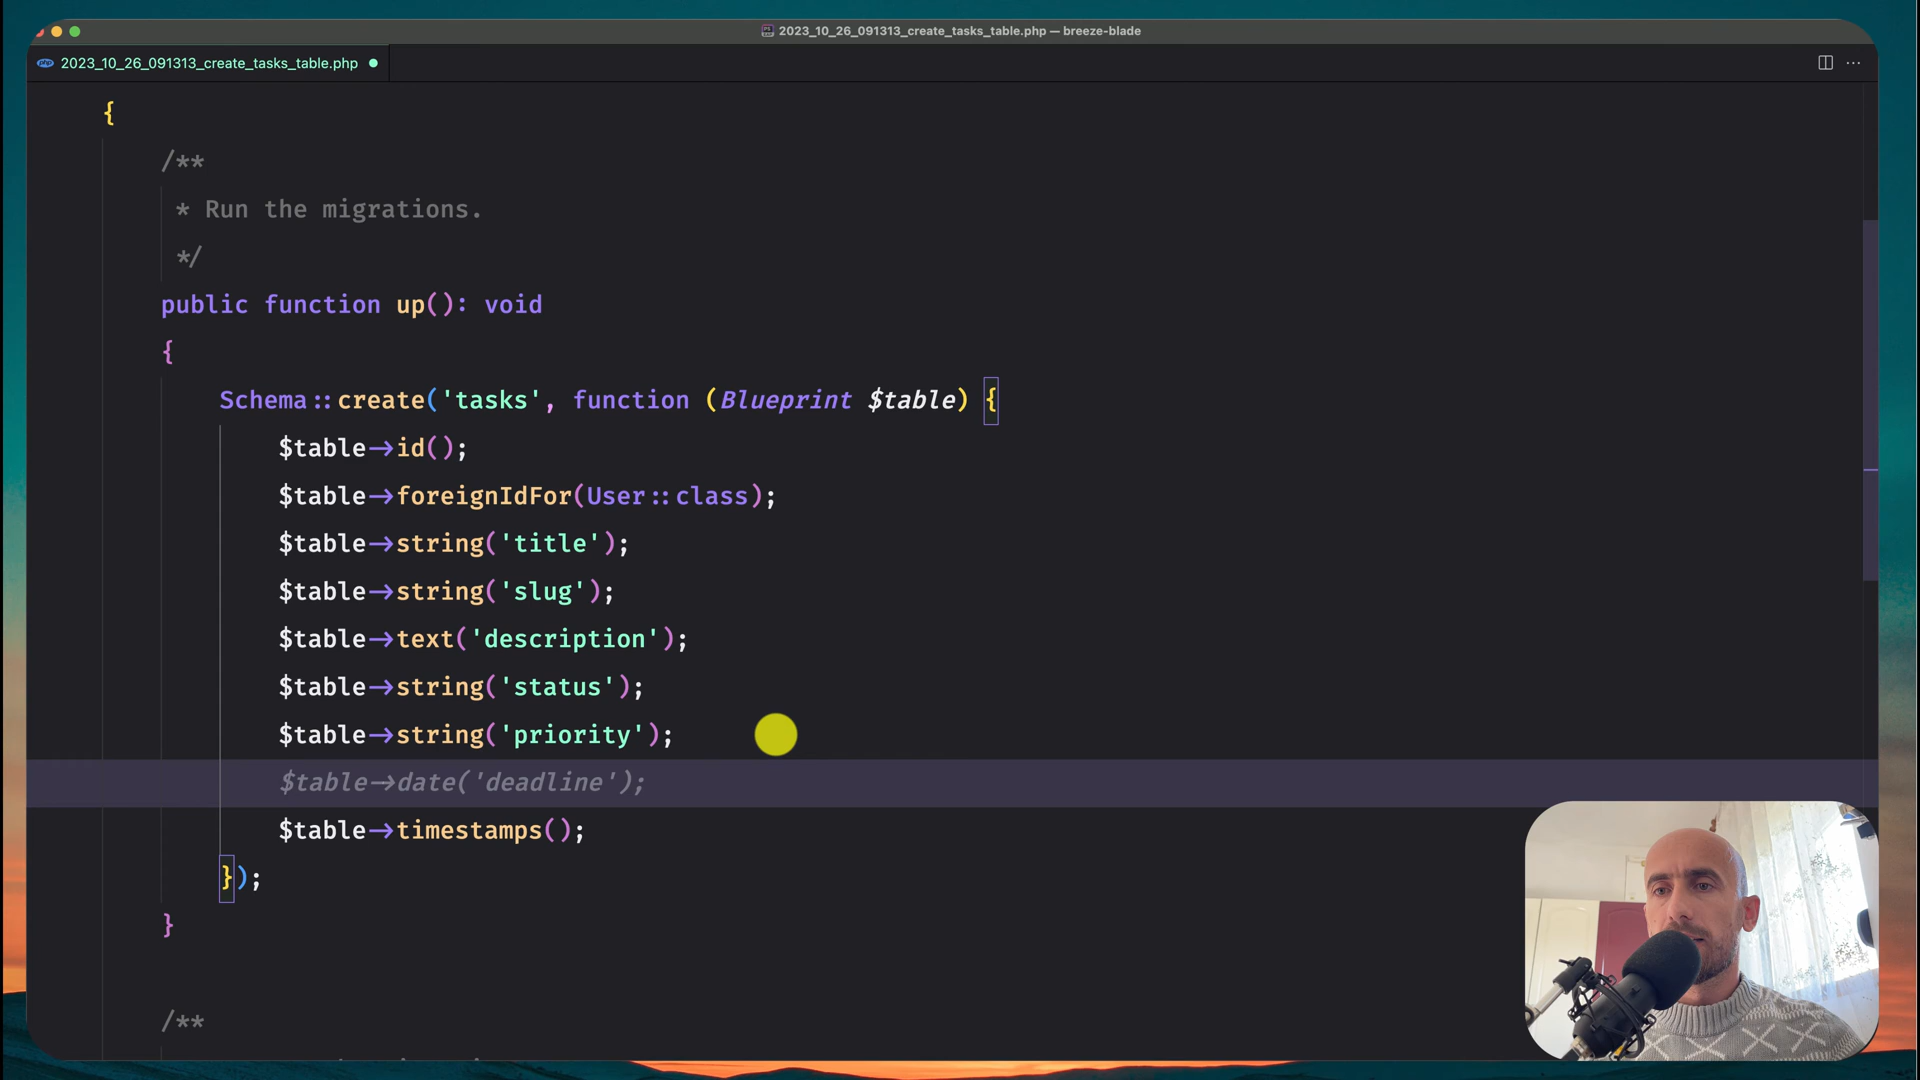 2023_10_26_091313_create_tasks_table.php — breeze-blade
php 2023_10_26_091313_create_tasks_table.php
{
/**
* Run the migrations.
*/
public function up(): void
{
Schema::create('tasks', function (Blueprint $table) {
$table->id();
$table->foreignIdFor(User::class);
$table->string('title');
$table->string('slug');
$table->text('description');
$table->string('status');
$table->string('priority');
$table->date('deadline');
$table->timestamps();
});
}
/**